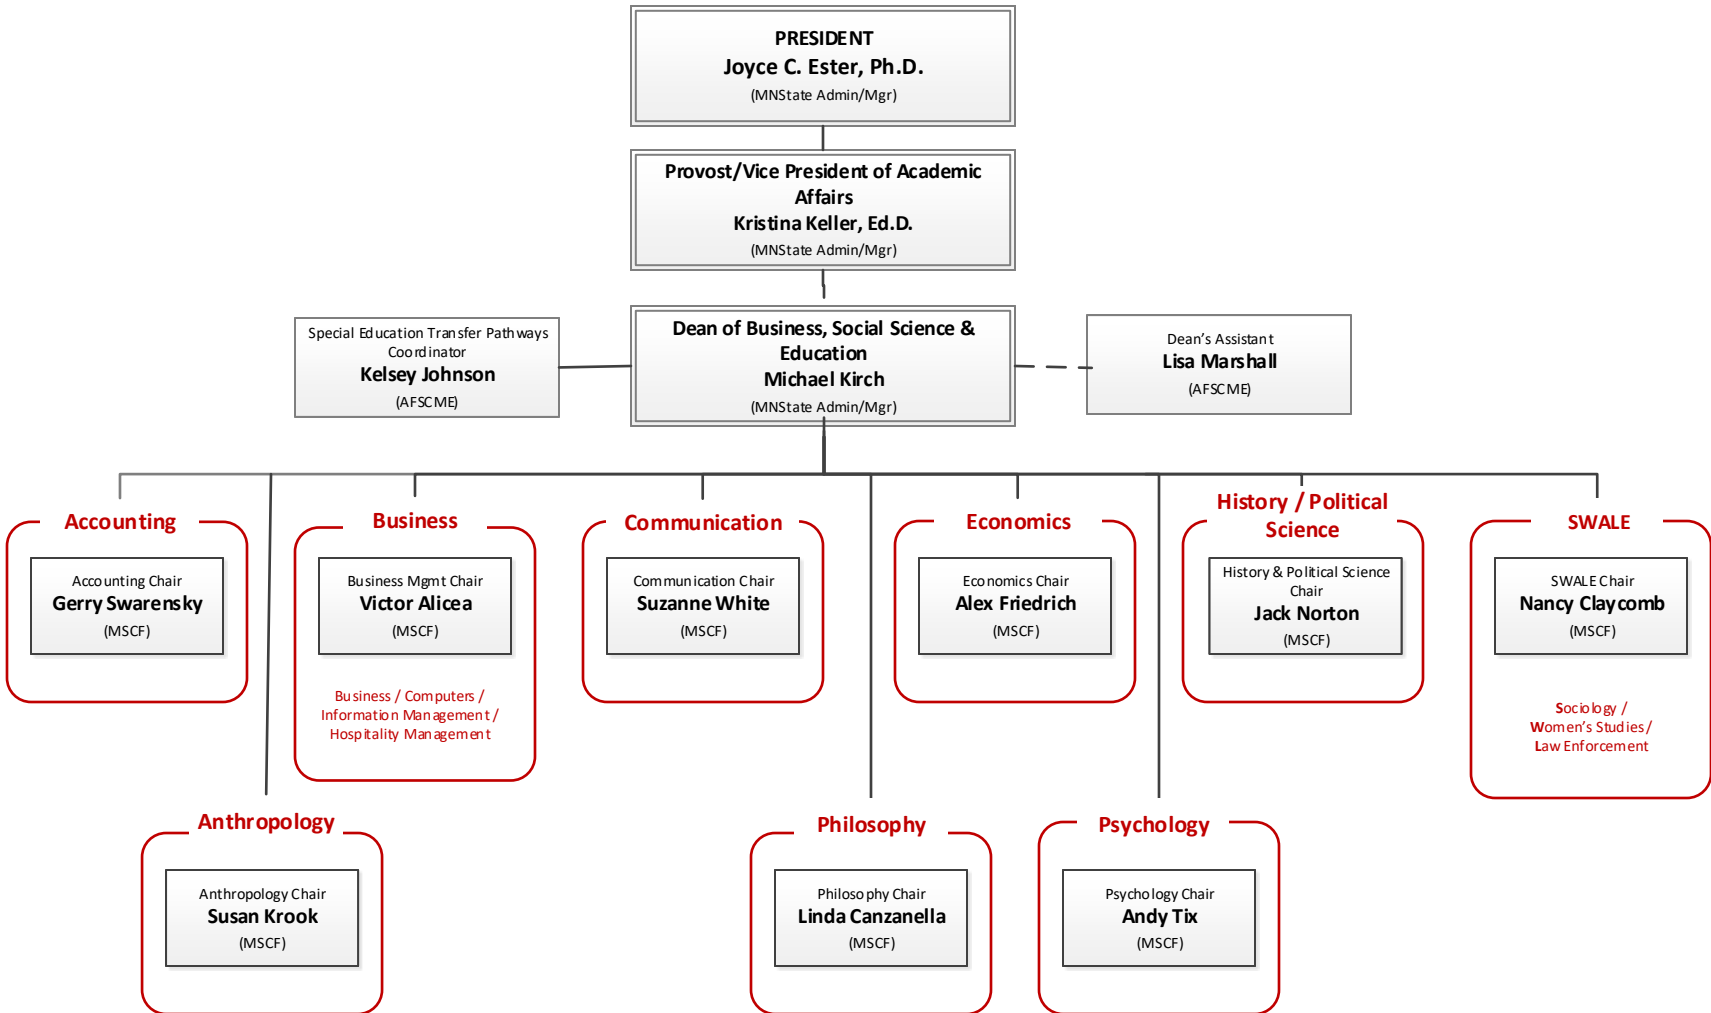 PRESIDENT
Joyce C. Ester, Ph.D.
(MNState Admin/Mgr)
Provost/Vice President of Academic
Affairs
Kristina Keller, Ed.D.
(MNState Admin/Mgr)
Special Education Transfer Pathways
Coordinator
Kelsey Johnson
(AFSCME)
Dean of Business, Social Science &
Education
Michael Kirch
(MNState Admin/Mgr)
Dean’s Assistant
Lisa Marshall
(AFSCME)
Accounting
Accounting Chair
Gerry Swarensky
(MSCF)
Business
Business Mgmt Chair
Victor Alicea
(MSCF)
Business / Computers /
Information Management /
Hospitality Management
Communication
Communication Chair
Suzanne White
(MSCF)
Economics
Economics Chair
Alex Friedrich
(MSCF)
History / Political
Science
History & Political Science
Chair
Jack Norton
(MSCF)
SWALE
SWALE Chair
Nancy Claycomb
(MSCF)
Sociology /
Women’s Studies /
Law Enforcement
Anthropology
Anthropology Chair
Susan Krook
(MSCF)
Philosophy
Philosophy Chair
Linda Canzanella
(MSCF)
Psychology
Psychology Chair
Andy Tix
(MSCF)